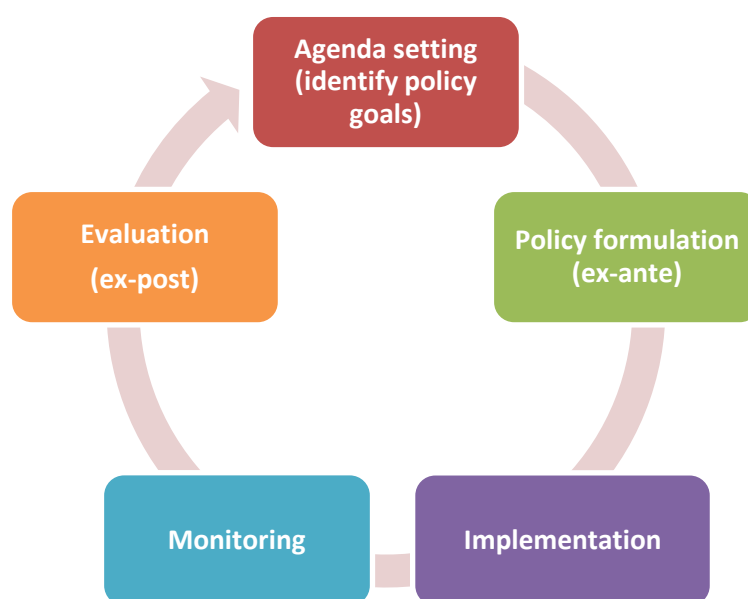 Agenda setting
(identify policy
goals)
Policy formulation
(ex-ante)
Implementation
Monitoring
Evaluation
(ex-post)